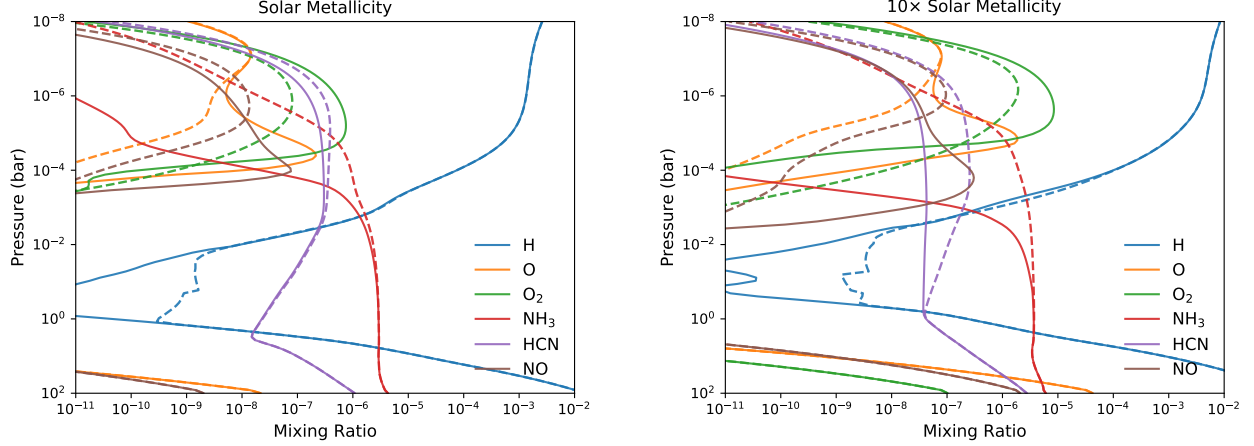 Solar Metallicity
10× Solar Metallicity
Pressure (bar)
10⁻⁸
10⁻⁶
10⁻⁴
10⁻²
10⁰
10²
H
O
O₂
NH₃
HCN
NO
10⁻¹¹ 10⁻¹⁰ 10⁻⁹ 10⁻⁸ 10⁻⁷ 10⁻⁶ 10⁻⁵ 10⁻⁴ 10⁻³ 10⁻²
Mixing Ratio
Pressure (bar)
10⁻⁸
10⁻⁶
10⁻⁴
10⁻²
10⁰
10²
H
O
O₂
NH₃
HCN
NO
10⁻¹¹ 10⁻¹⁰ 10⁻⁹ 10⁻⁸ 10⁻⁷ 10⁻⁶ 10⁻⁵ 10⁻⁴ 10⁻³ 10⁻²
Mixing Ratio